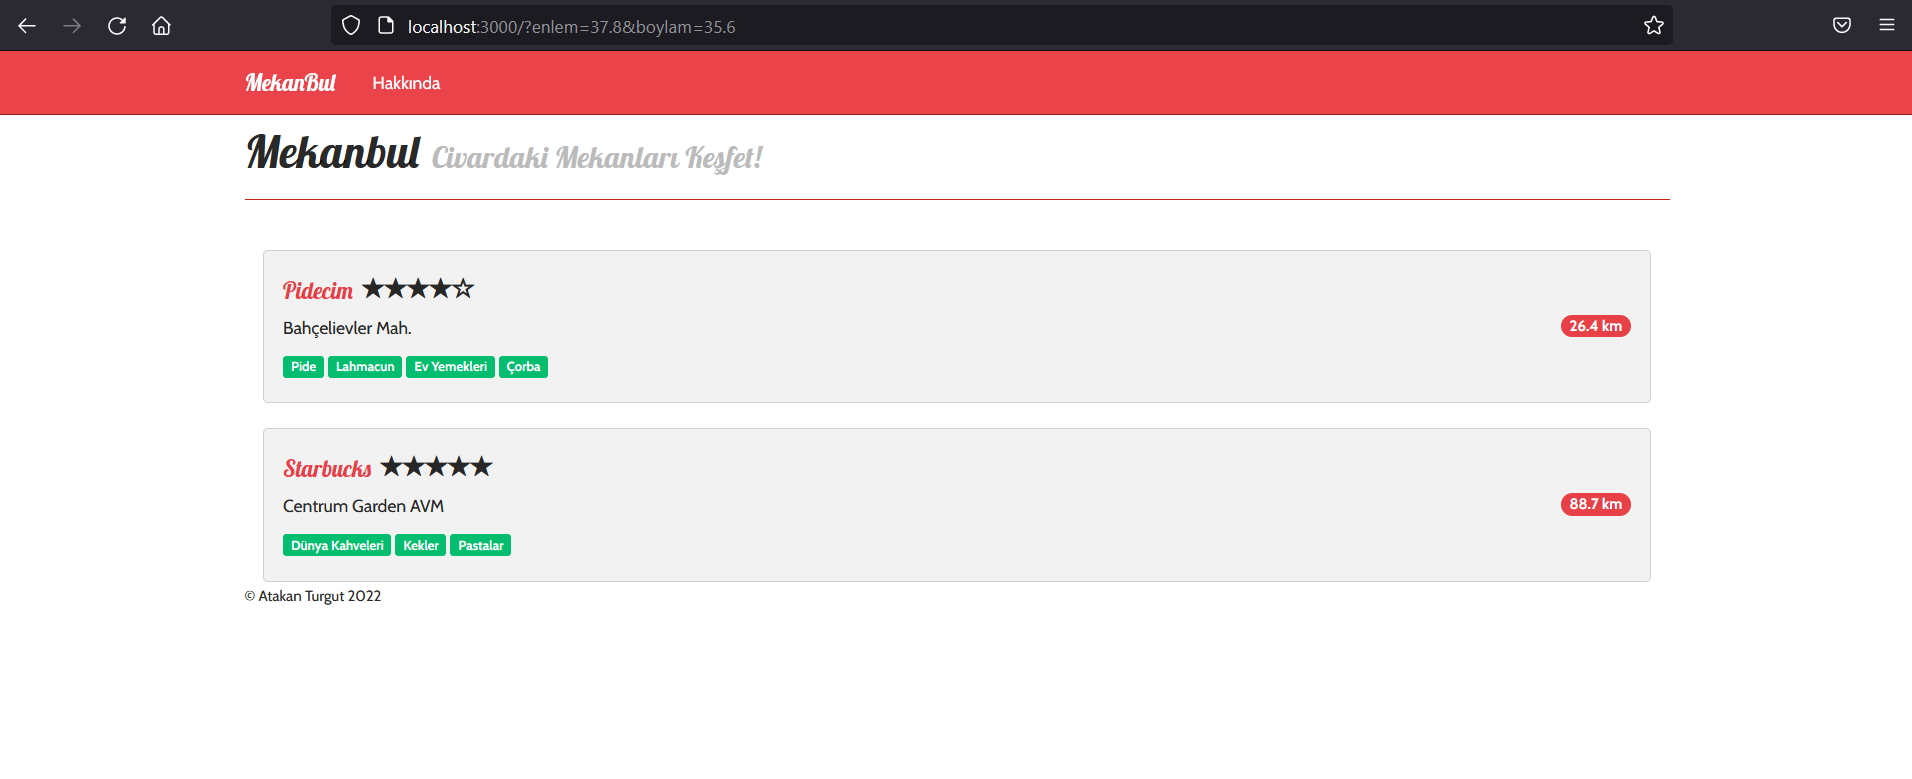 localhost:3000/?enlem=37.8&boylam=35.6
MekanBul Hakkında
Mekanbul Civardaki Mekanları Keşfet!
Pidecim ★★★★☆
Bahçelievler Mah.
26.4 km
Pide Lahmacun Ev Yemekleri Çorba
Starbucks ★★★★★
Centrum Garden AVM
88.7 km
Dünya Kahveleri Kekler Pastalar
© Atakan Turgut 2022